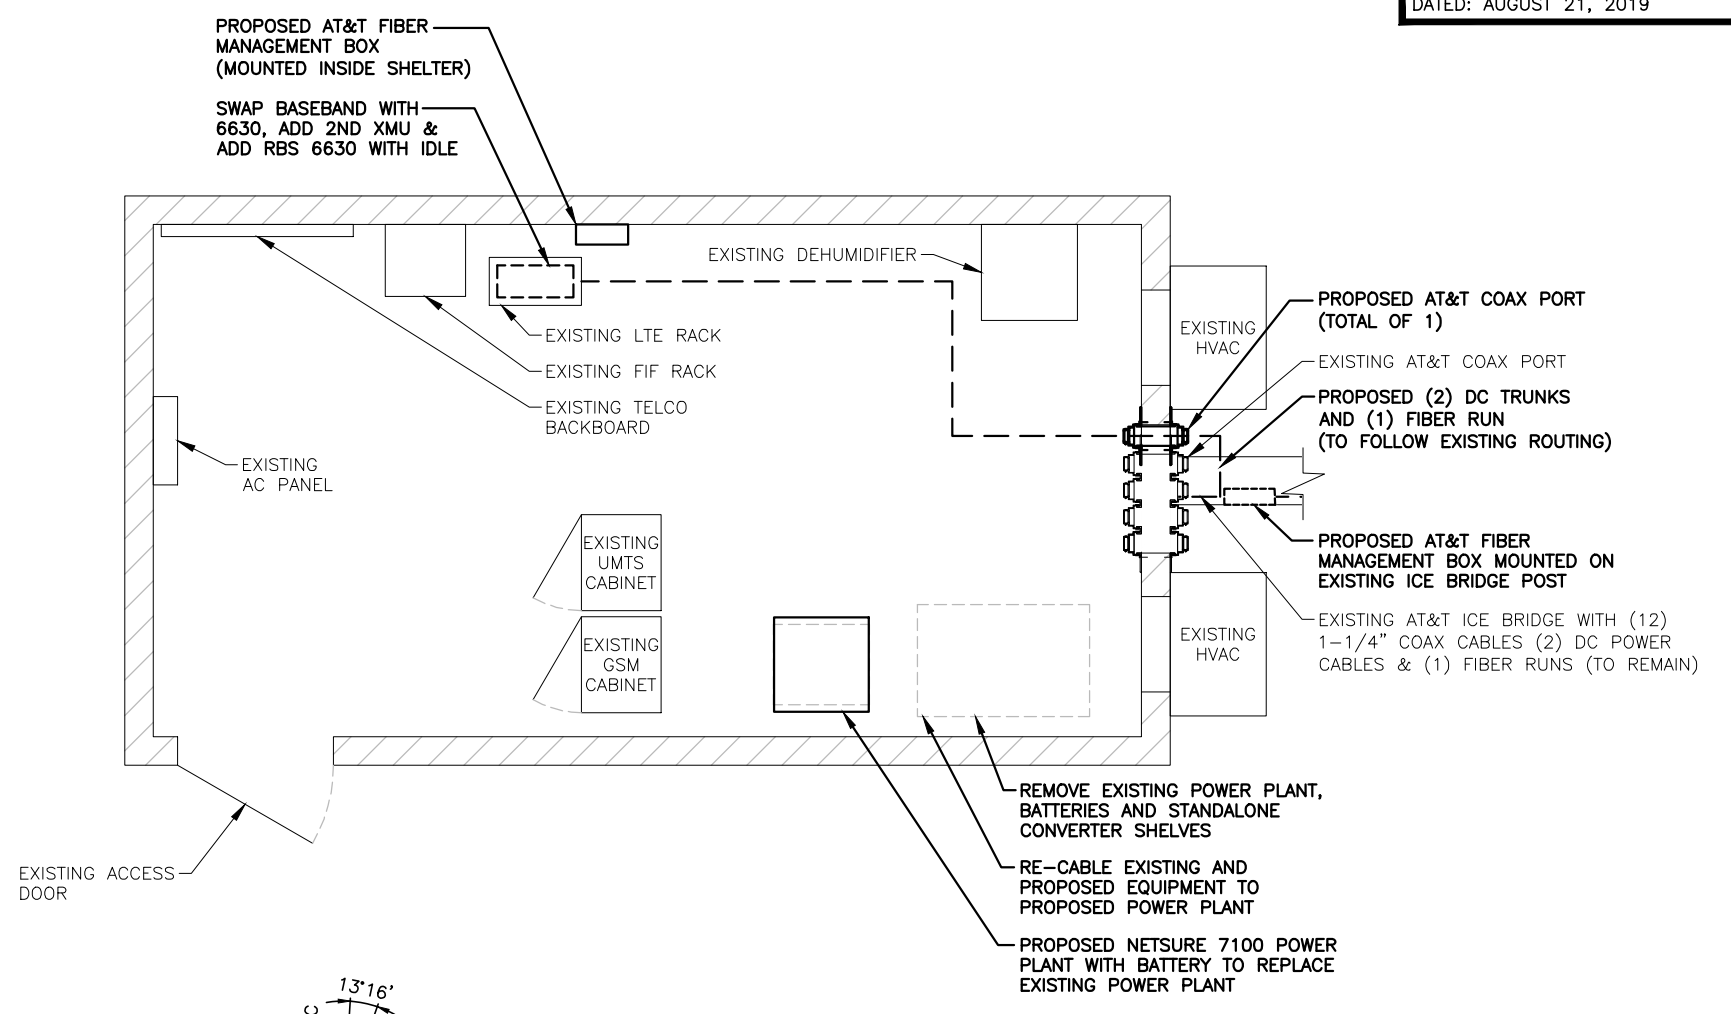 DATED: AUGUST 21, 2019
PROPOSED AT&T FIBER
MANAGEMENT BOX
(MOUNTED INSIDE SHELTER)
SWAP BASEBAND WITH
6630, ADD 2ND XMU &
ADD RBS 6630 WITH IDLE
EXISTING DEHUMIDIFIER
EXISTING LTE RACK
EXISTING FIF RACK
EXISTING TELCO
BACKBOARD
EXISTING
AC PANEL
EXISTING
HVAC
PROPOSED AT&T COAX PORT
(TOTAL OF 1)
EXISTING AT&T COAX PORT
PROPOSED (2) DC TRUNKS
AND (1) FIBER RUN
(TO FOLLOW EXISTING ROUTING)
PROPOSED AT&T FIBER
MANAGEMENT BOX MOUNTED ON
EXISTING ICE BRIDGE POST
EXISTING AT&T ICE BRIDGE WITH (12)
1-1/4" COAX CABLES (2) DC POWER
CABLES & (1) FIBER RUNS (TO REMAIN)
EXISTING
UMTS
CABINET
EXISTING
GSM
CABINET
EXISTING
HVAC
REMOVE EXISTING POWER PLANT,
BATTERIES AND STANDALONE
CONVERTER SHELVES
RE-CABLE EXISTING AND
PROPOSED EQUIPMENT TO
PROPOSED POWER PLANT
PROPOSED NETSURE 7100 POWER
PLANT WITH BATTERY TO REPLACE
EXISTING POWER PLANT
EXISTING ACCESS
DOOR
13°16'